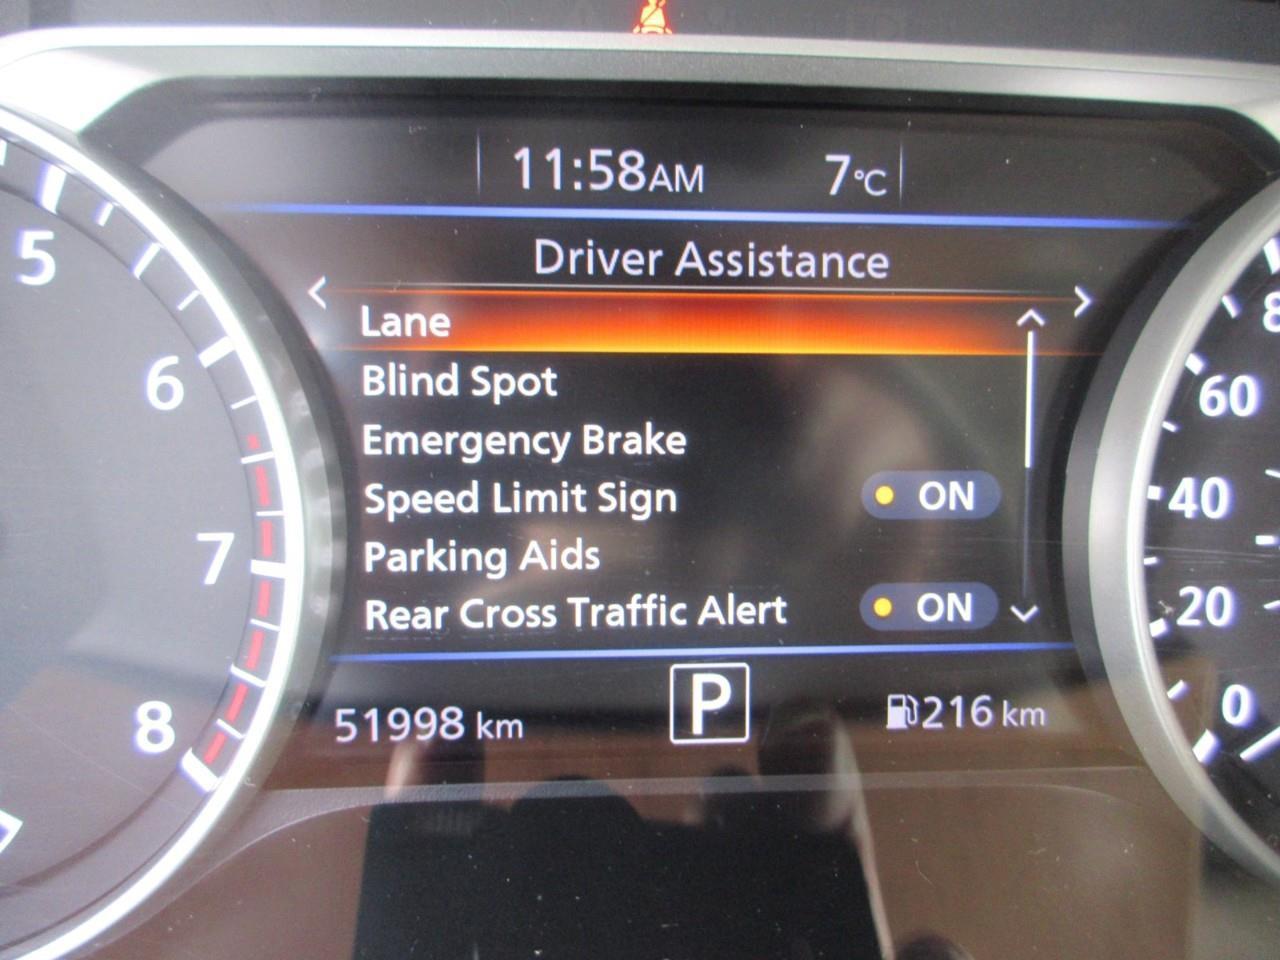 11:58AM 7°C
Driver Assistance
Lane
Blind Spot
Emergency Brake
Speed Limit Sign ON
Parking Aids
Rear Cross Traffic Alert ON
51998 km P 216 km
5
6
7
8
60
40
20
0